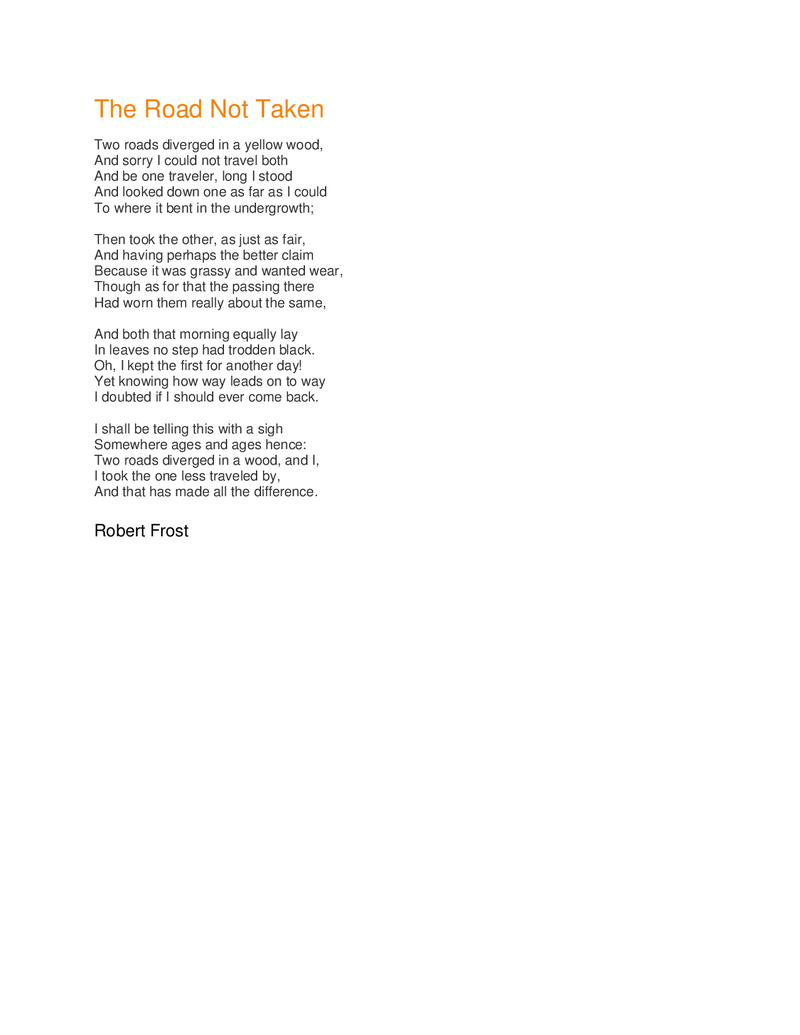 The Road Not Taken
Two roads diverged in a yellow wood,
And sorry I could not travel both
And be one traveler, long I stood
And looked down one as far as I could
To where it bent in the undergrowth;
Then took the other, as just as fair,
And having perhaps the better claim
Because it was grassy and wanted wear,
Though as for that the passing there
Had worn them really about the same,
And both that morning equally lay
In leaves no step had trodden black.
Oh, I kept the first for another day!
Yet knowing how way leads on to way
I doubted if I should ever come back.
I shall be telling this with a sigh
Somewhere ages and ages hence:
Two roads diverged in a wood, and I,
I took the one less traveled by,
And that has made all the difference.
Robert Frost